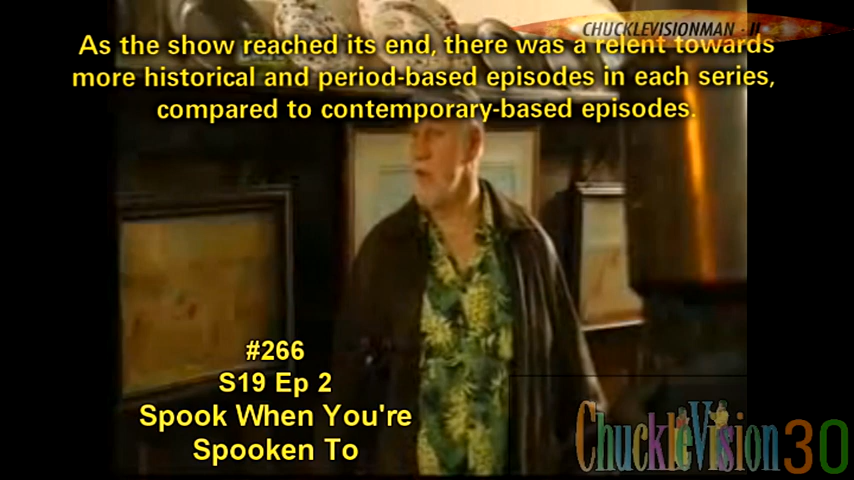 CHUCKLEVISIONMAN - II
As the show reached its end, there was a relent towards
more historical and period-based episodes in each series,
compared to contemporary-based episodes.
#266
S19 Ep 2
Spook When You're
Spooken To
ChuckleVision30